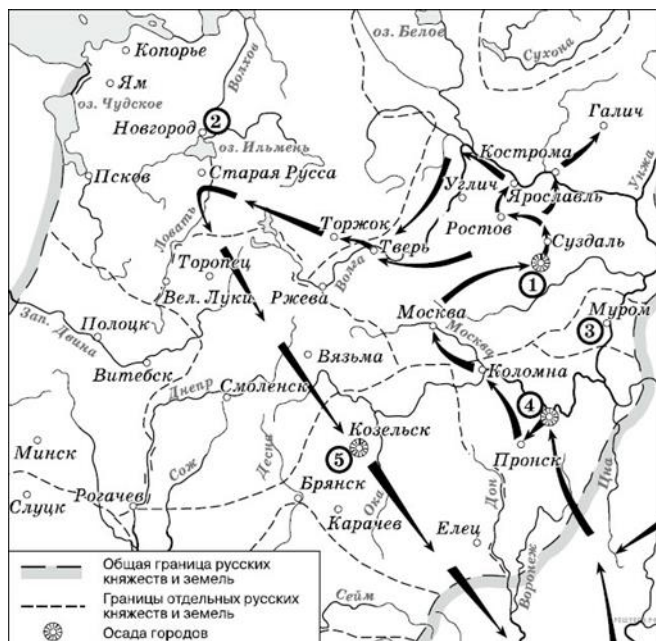 оз. Белое
Сухона
Копорье
Волхов
Ям
оз. Чудское
Галич
Новгород
2
оз. Ильмень
Кострома
Унжа
Псков
Старая Русса
Углич
Ярославль
Ловать
Торжок
Ростов
Тверь
Суздаль
Торопец
Волга
1
Вел. Луки
Ржева
Зап. Двина
Москва
Москва
3
Муром
Полоцк
Вязьма
Витебск
Коломна
Днепр
Смоленск
4
Козельск
Минск
Сож
Десна
5
Пронск
Цна
Брянск
Ока
Дон
Слуцк
Рогачев
Карачев
Елец
Воронеж
Сейм
Общая граница русских
княжеств и земель
Границы отдельных русских
княжеств и земель
Осада городов